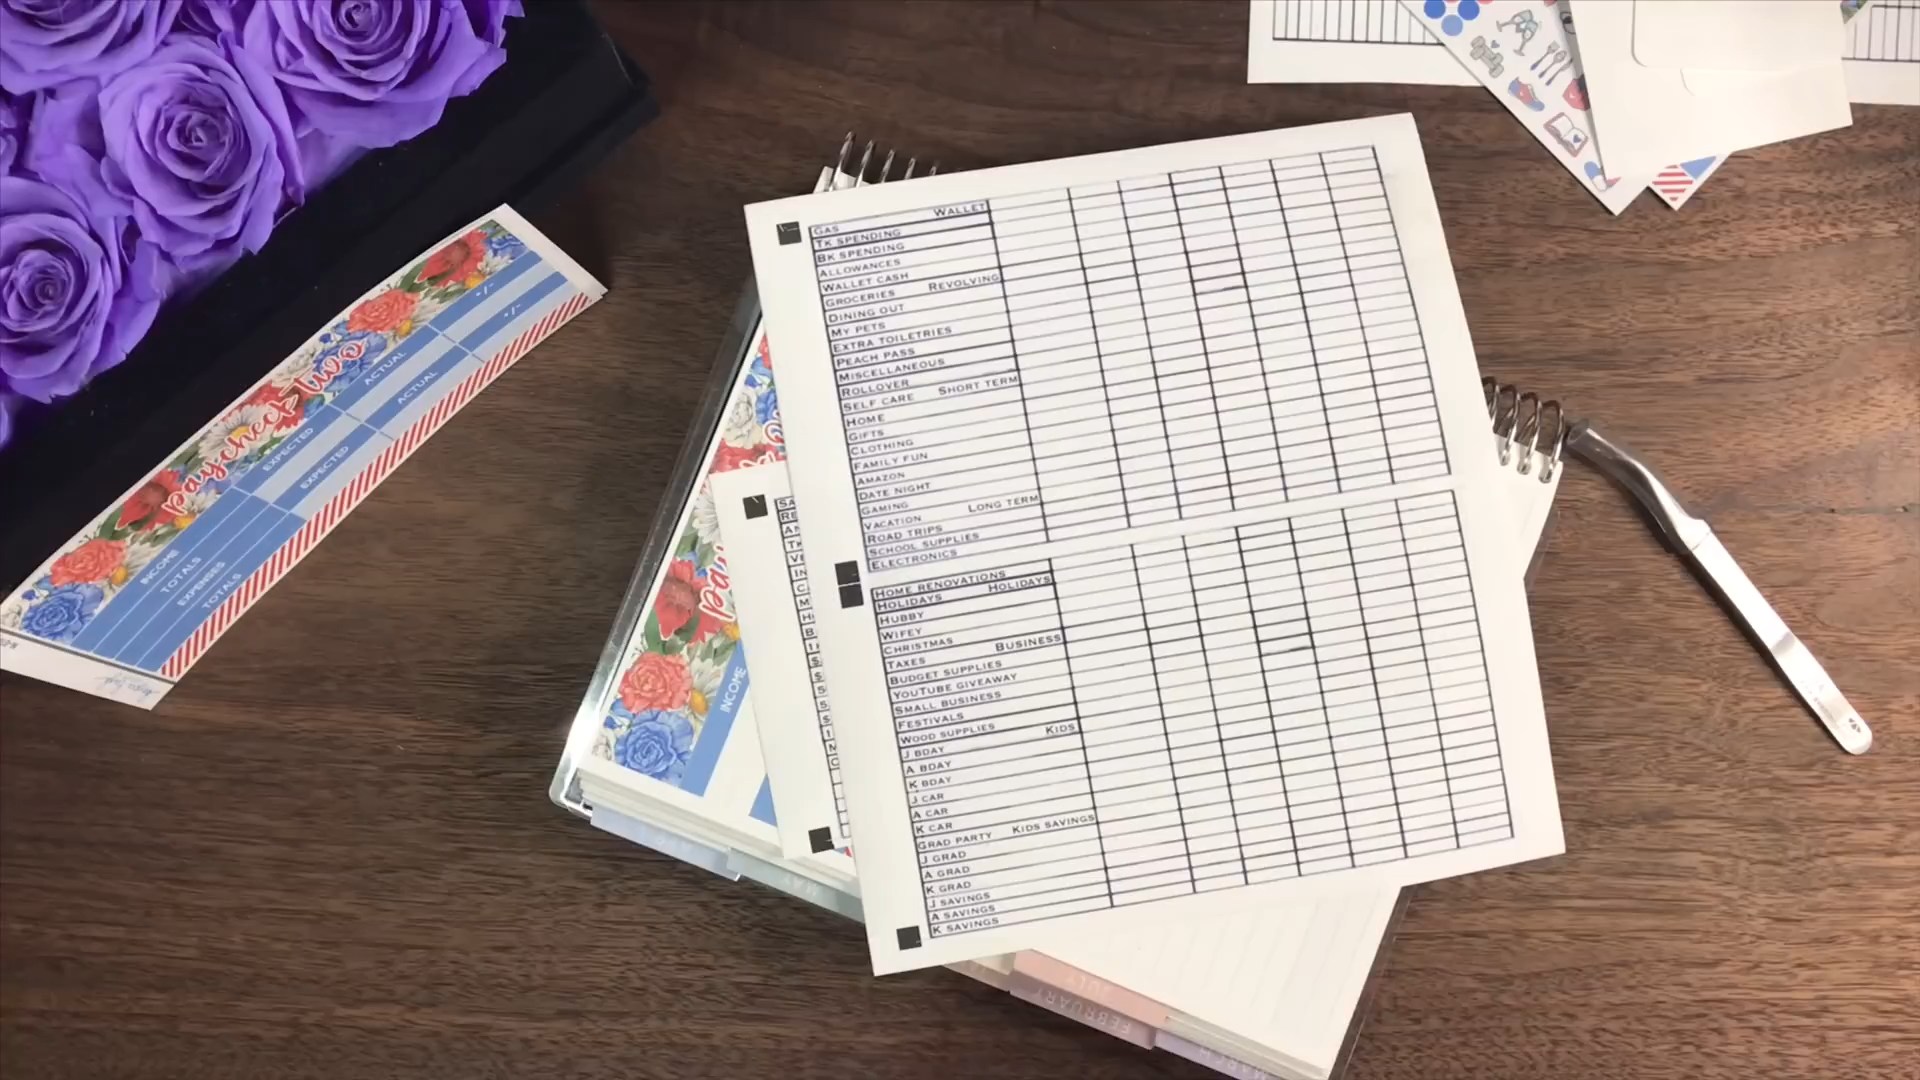 WALLET
GAS
TK SPENDING
BK SPENDING
ALLOWANCES
WALLET CASH
GROCERIES REVOLVING
DINING OUT
MY PETS
EXTRA TOILETRIES
PEACH PASS
MISCELLANEOUS
ROLLOVER
SELF CARE SHORT TERM
HOME
GIFTS
CLOTHING
FAMILY FUN
AMAZON
DATE NIGHT
GAMING
VACATION LONG TERM
ROAD TRIPS
SCHOOL SUPPLIES
ELECTRONICS
HOME RENOVATIONS
HOLIDAYS HOLIDAYS
HUBBY
WIFEY
CHRISTMAS
TAXES BUSINESS
BUDGET SUPPLIES
YOUTUBE GIVEAWAY
SMALL BUSINESS
FESTIVALS
WOOD SUPPLIES
J BDAY KIDS
A BDAY
K BDAY
J CAR
A CAR
K CAR
GRAD PARTY KIDS SAVINGS
J GRAD
A GRAD
K GRAD
J SAVINGS
A SAVINGS
K SAVINGS
paycheck two
INCOME EXPECTED ACTUAL +/-
TOTALS
EXPENSES EXPECTED ACTUAL +/-
TOTALS
INCOME
MAY
JULY
FEBRUARY
MARCH